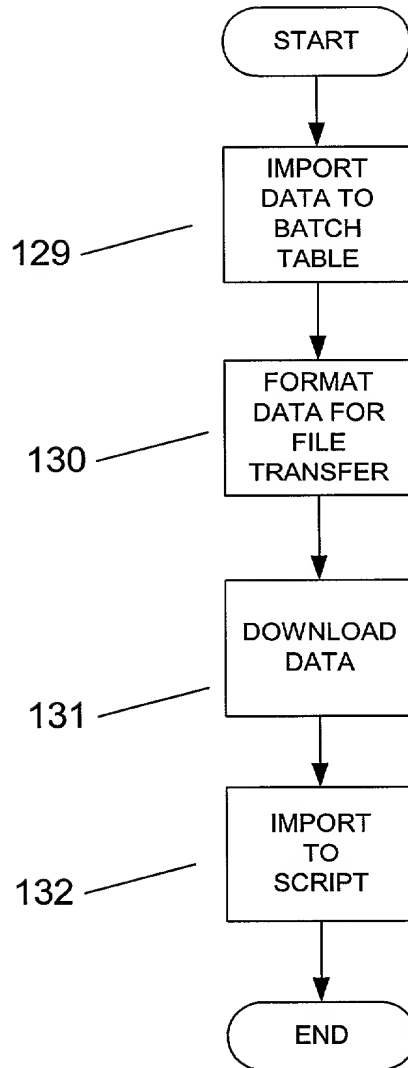 START
IMPORT
DATA TO
BATCH
TABLE
129
FORMAT
DATA FOR
FILE
TRANSFER
130
DOWNLOAD
DATA
131
IMPORT
TO
SCRIPT
132
END